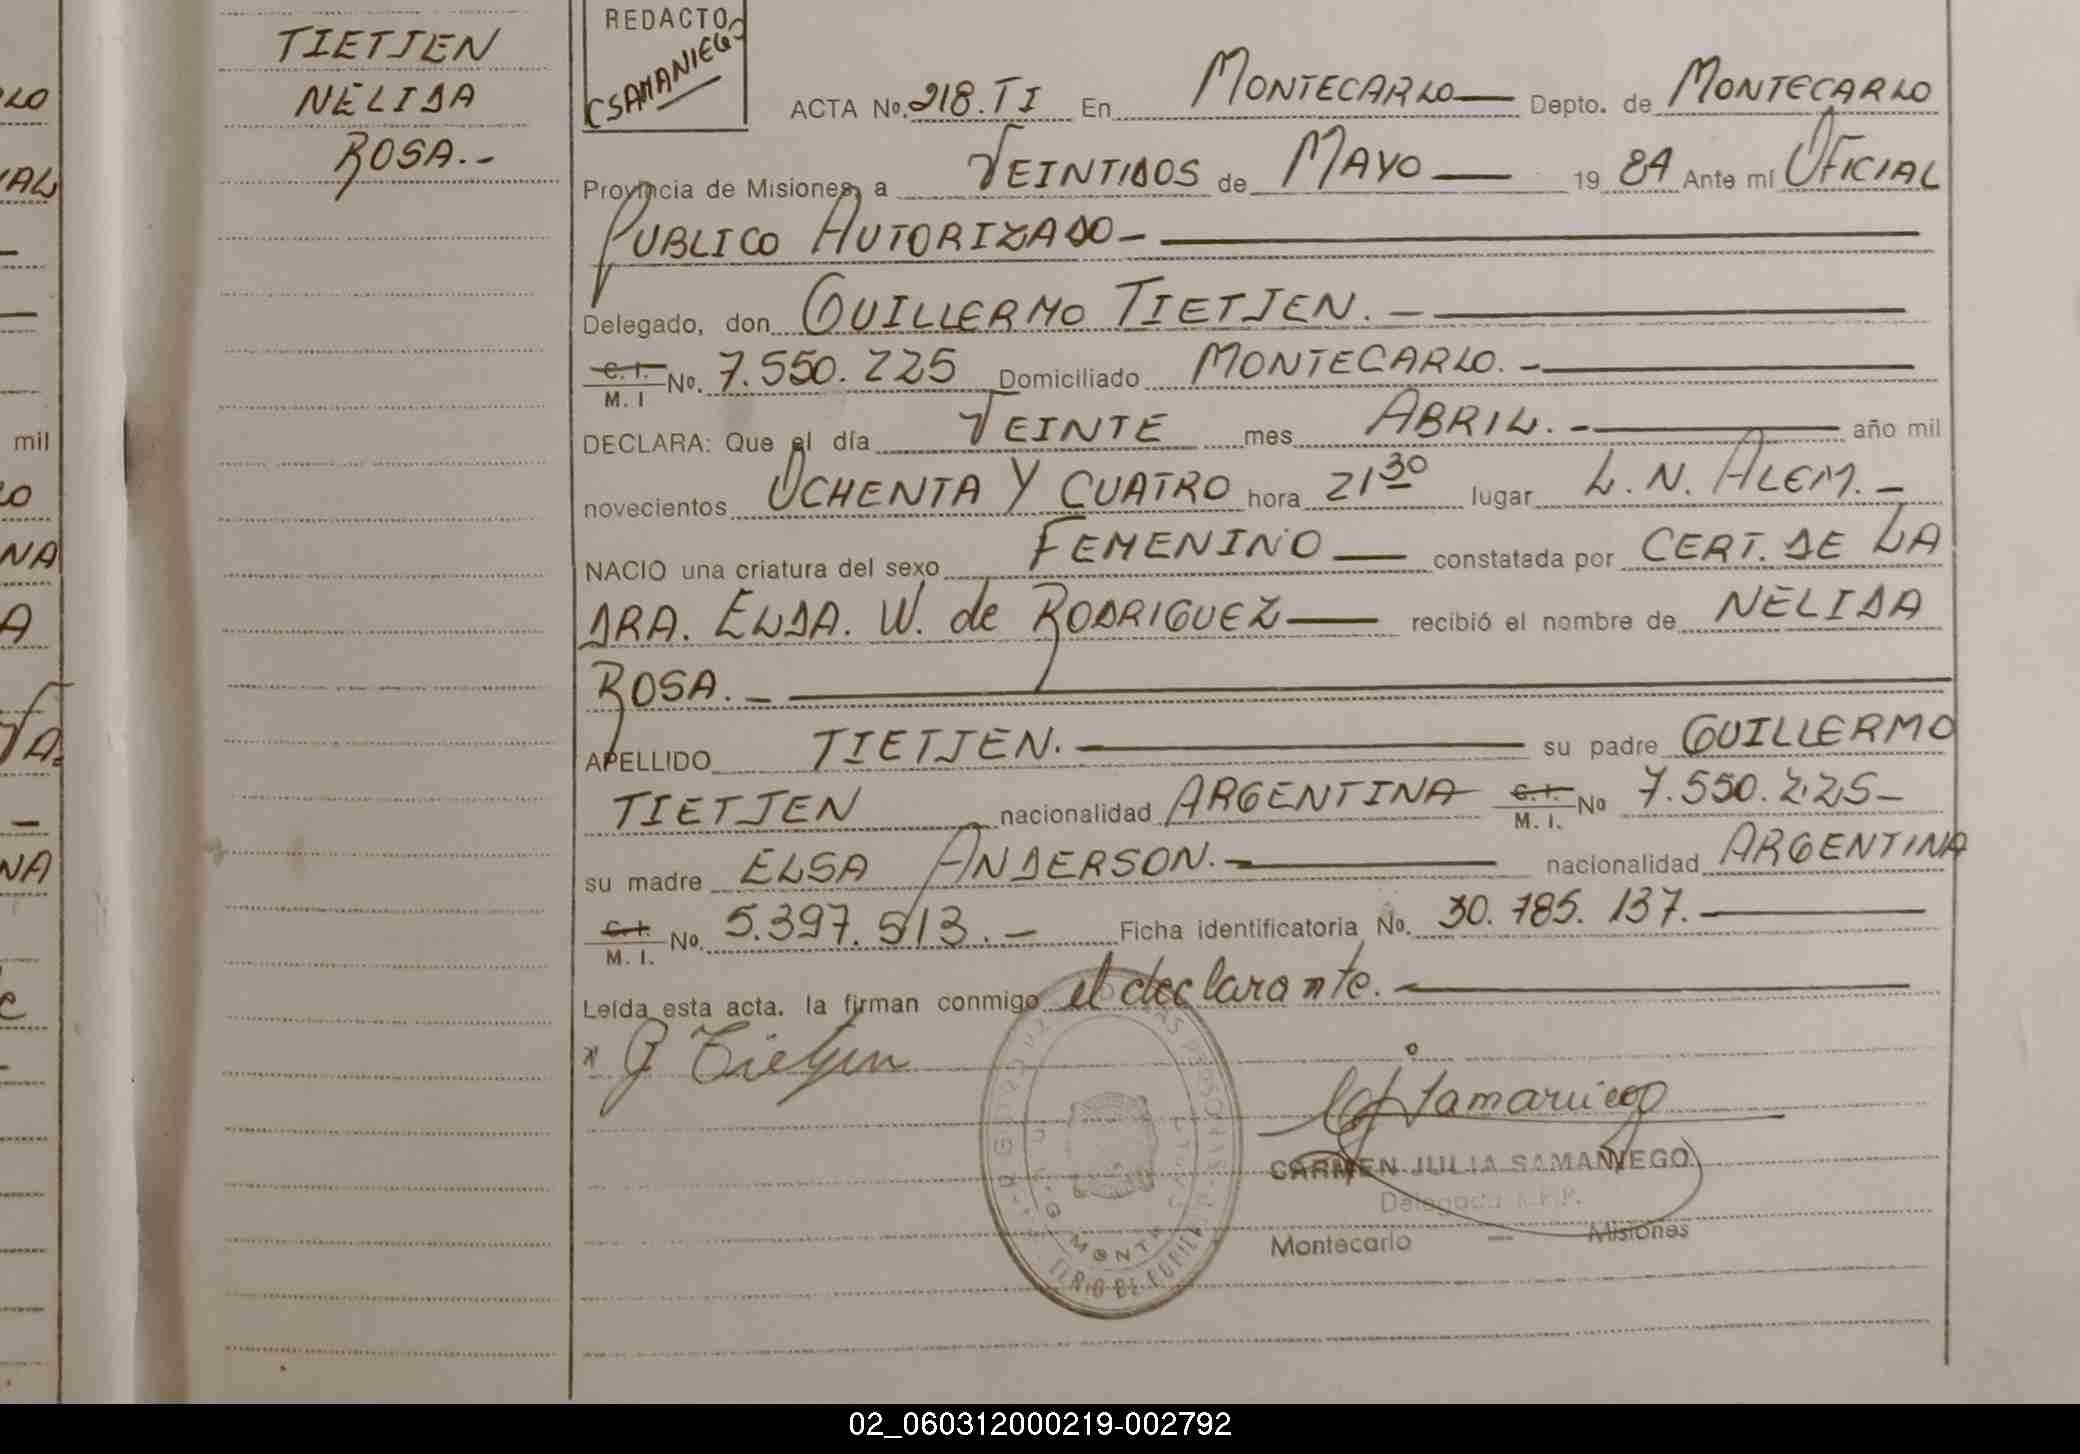 TIETJEN
NELIDA
ROSA.-
REDACTO
CSAMANIEGO
ACTA No. 218. TI En MONTECARLO Depto. de MONTECARLO
Provincia de Misiones, a VEINTIDOS de MAYO 19 84 Ante mí OFICIAL
PUBLICO AUTORIZADO-
Delegado, don GUILLERMO TIETJEN. -
C. I. / M. I No. 7.550.225 Domiciliado MONTECARLO. -
DECLARA: Que el día VEINTE mes ABRIL. - año mil
novecientos OCHENTA Y CUATRO hora 21 30 lugar L. N. ALEM. -
NACIO una criatura del sexo FEMENINO constatada por CERT. DE LA
DRA. ELDA. W. de RODRIGUEZ recibió el nombre de NELIDA
ROSA. -
APELLIDO TIETJEN. su padre GUILLERMO
TIETJEN nacionalidad ARGENTINA C. I. / M. I. No 7.550.225-
su madre ELSA ANDERSON. nacionalidad ARGENTINA
C. I. / M. I. No. 5.397.513. - Ficha identificatoria No. 30.785.137.
Leída esta acta, la firman conmigo el declarante.
G Tietjen
CJSamaniego
CARMEN JULIA SAMANIEGO
Delegada R.P.P.
Montecarlo - Misiones
mil
02_060312000219-002792